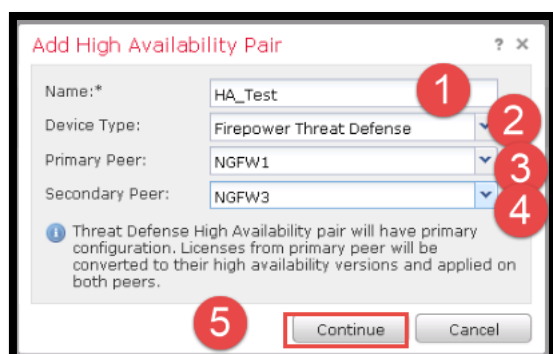 Add High Availability Pair ? ×
Name:* HA_Test 1
Device Type: Firepower Threat Defense 2
Primary Peer: NGFW1 3
Secondary Peer: NGFW3 4
i Threat Defense High Availability pair will have primary
configuration. Licenses from primary peer will be
converted to their high availability versions and applied on
both peers.
5 Continue Cancel